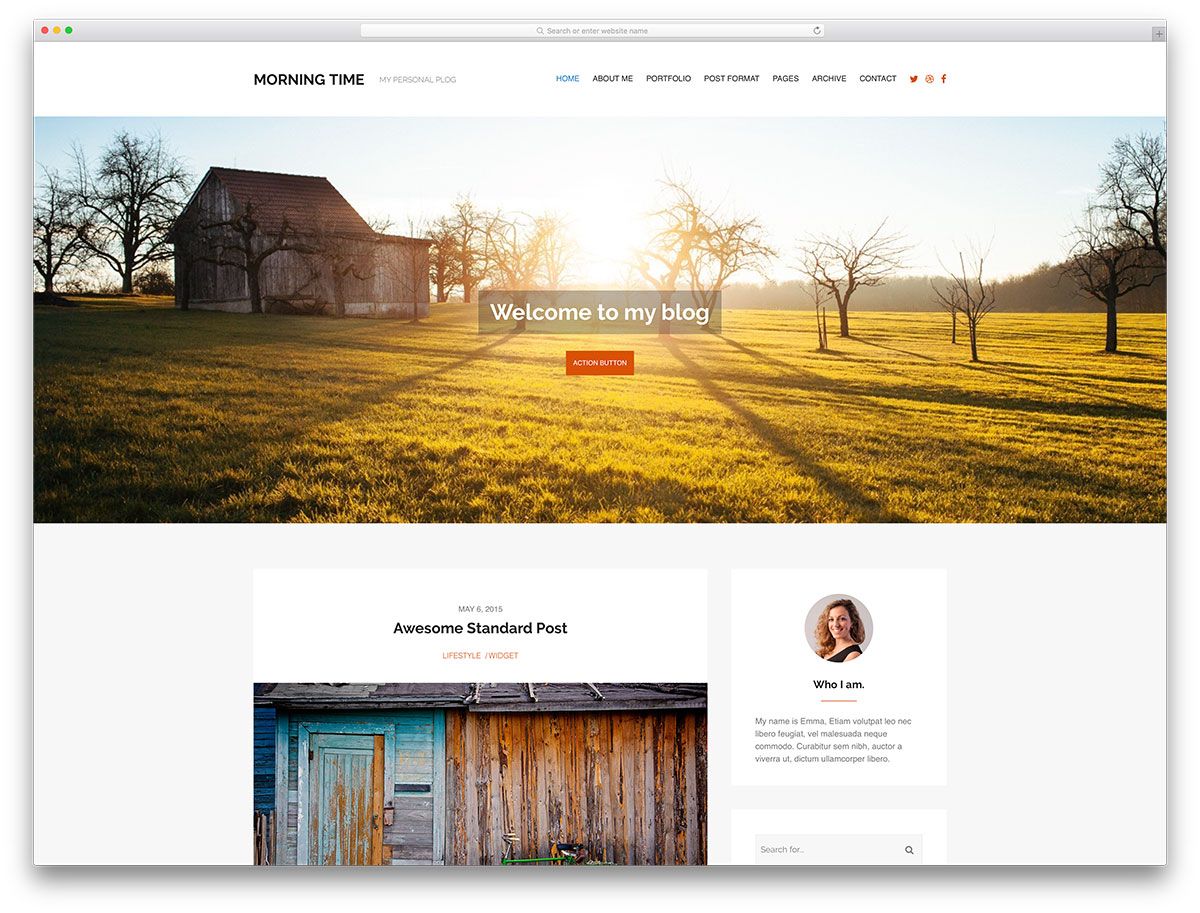 Search or enter website name
MORNING TIME MY PERSONAL PLOG HOME ABOUT ME PORTFOLIO POST FORMAT PAGES ARCHIVE CONTACT
Welcome to my blog
ACTION BUTTON
MAY 6, 2015
Awesome Standard Post
LIFESTYLE / WIDGET
Who I am.
My name is Emma, Etiam volutpat leo nec
libero feugiat, vel malesuada neque
commodo. Curabitur sem nibh, auctor a
viverra ut, dictum ullamcorper libero.
Search for...